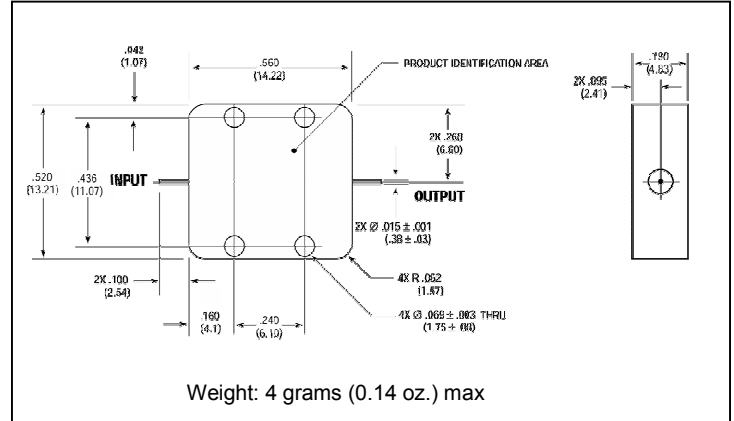 .042
(1.07)
.560
(14.22)
PRODUCT IDENTIFICATION AREA
.190
(4.83)
2X .095
(2.41)
2X .260
(6.60)
.520
(13.21)
.436
(11.07)
INPUT
OUTPUT
2X Ø .015 ± .001
(.38 ± .03)
2X .100
(2.54)
4X R .062
(1.57)
.160
(4.1)
.240
(6.10)
4X Ø .069 ± .003 THRU
(1.75 ± .08)
Weight: 4 grams (0.14 oz.) max